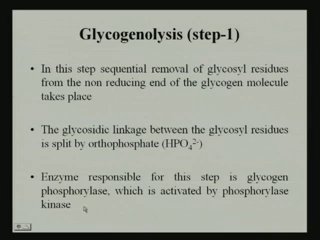 Glycogenolysis (step-1)
• In this step sequential removal of glycosyl residues
from the non reducing end of the glycogen molecule
takes place
• The glycosidic linkage between the glycosyl residues
is split by orthophosphate (HPO₄²⁻)
• Enzyme responsible for this step is glycogen
phosphorylase, which is activated by phosphorylase
kinase